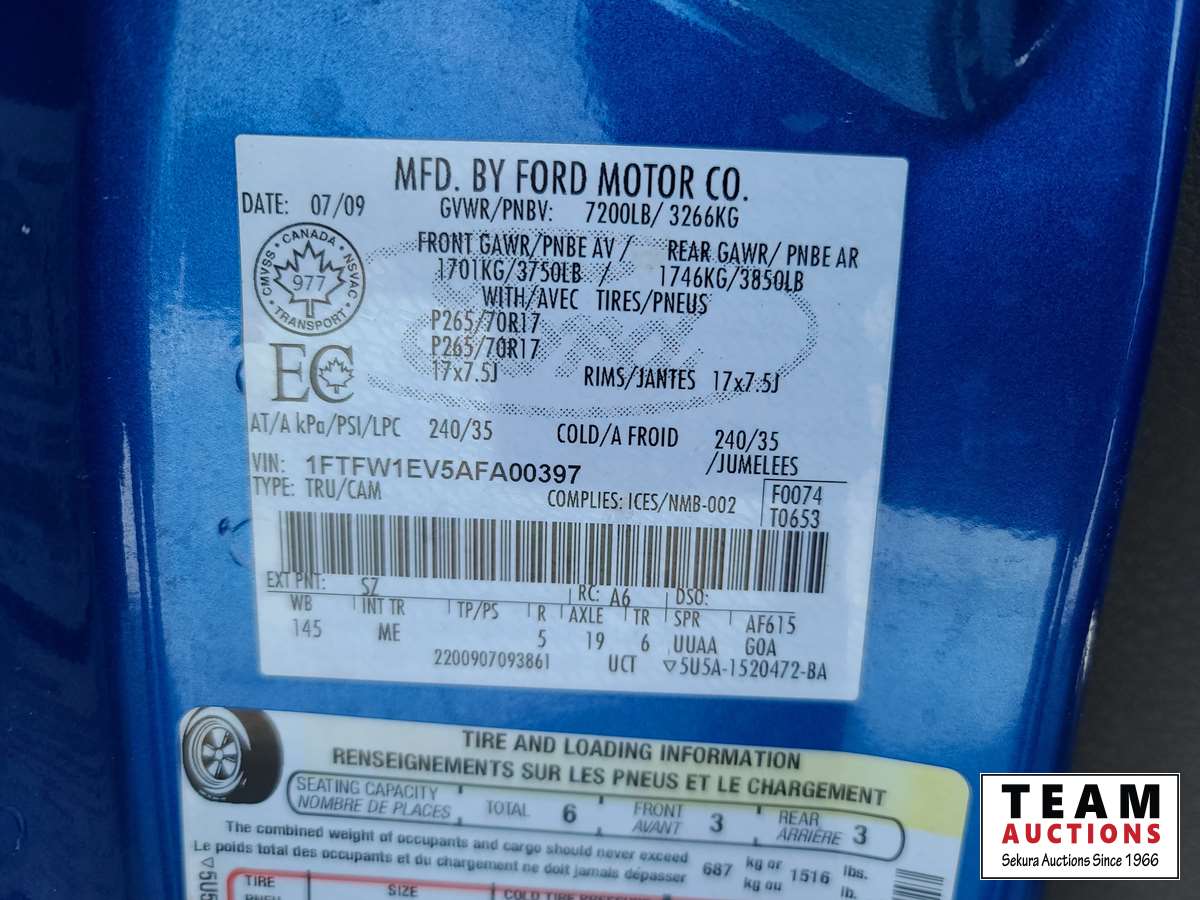 MFD. BY FORD MOTOR CO.
DATE: 07/09 GVWR/PNBV: 7200LB/ 3266KG
FRONT GAWR/PNBE AV / REAR GAWR/ PNBE AR
1701KG/3750LB / 1746KG/3850LB
WITH/AVEC TIRES/PNEUS
CANADA
CMVSS · NSVAC
977
TRANSPORT
P265/70R17
P265/70R17
17x7.5J RIMS/JANTES 17x7.5J
EC
AT/A kPa/PSI/LPC 240/35 COLD/A FROID 240/35
/JUMELEES
VIN: 1FTFW1EV5AFA00397
TYPE: TRU/CAM COMPLIES: ICES/NMB-002 F0074
T0653
EXT PNT: SZ RC: A6 DSO:
WB INT TR TP/PS R AXLE TR SPR AF615
145 ME 5 19 6 UUAA GOA
2200907093861 UCT ▽5U5A-1520472-BA
TIRE AND LOADING INFORMATION
RENSEIGNEMENTS SUR LES PNEUS ET LE CHARGEMENT
SEATING CAPACITY TOTAL 6 FRONT 3 REAR 3
NOMBRE DE PLACES AVANT ARRIÈRE
The combined weight of occupants and cargo should never exceed 687 kg or 1516 lbs.
Le poids total des occupants et du chargement ne doit jamais dépasser kg ou lb.
▽5U5
TIRE SIZE
TEAM
AUCTIONS
Sekura Auctions Since 1966